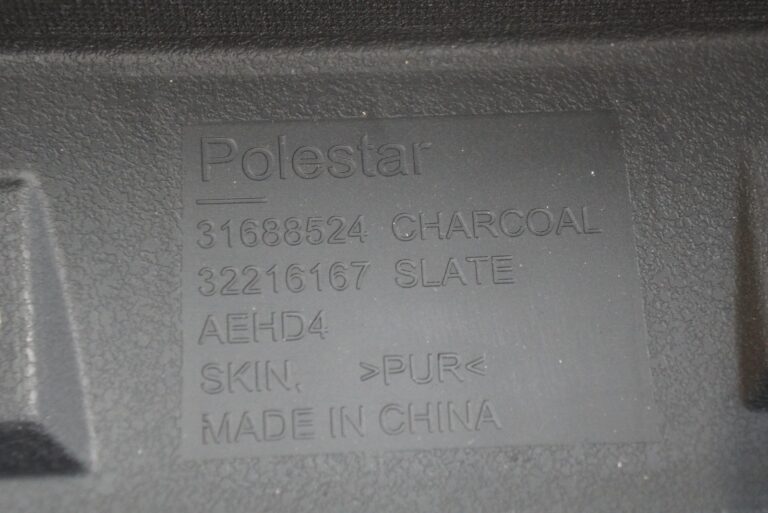 Polestar
31688524 CHARCOAL
32216167 SLATE
AEHD4
SKIN. >PUR<
MADE IN CHINA